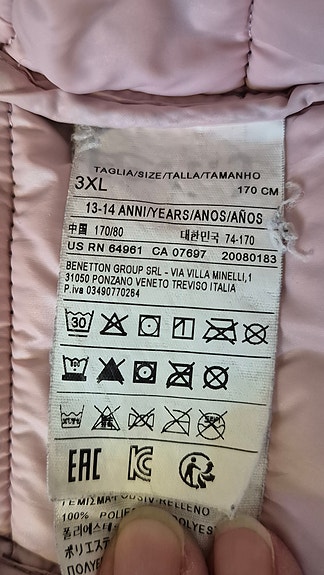 TAGLIA/SIZE/TALLA/TAMANHO
3XL 170 CM
13-14 ANNI/YEARS/ANOS/AÑOS
中国 170/80 대한민국 74-170
US RN 64961 CA 07697 20080183
BENETTON GROUP SRL - VIA VILLA MINELLI,1
31050 PONZANO VENETO TREVISO ITALIA
P.iva 03490770264
30
EAC KC
100%